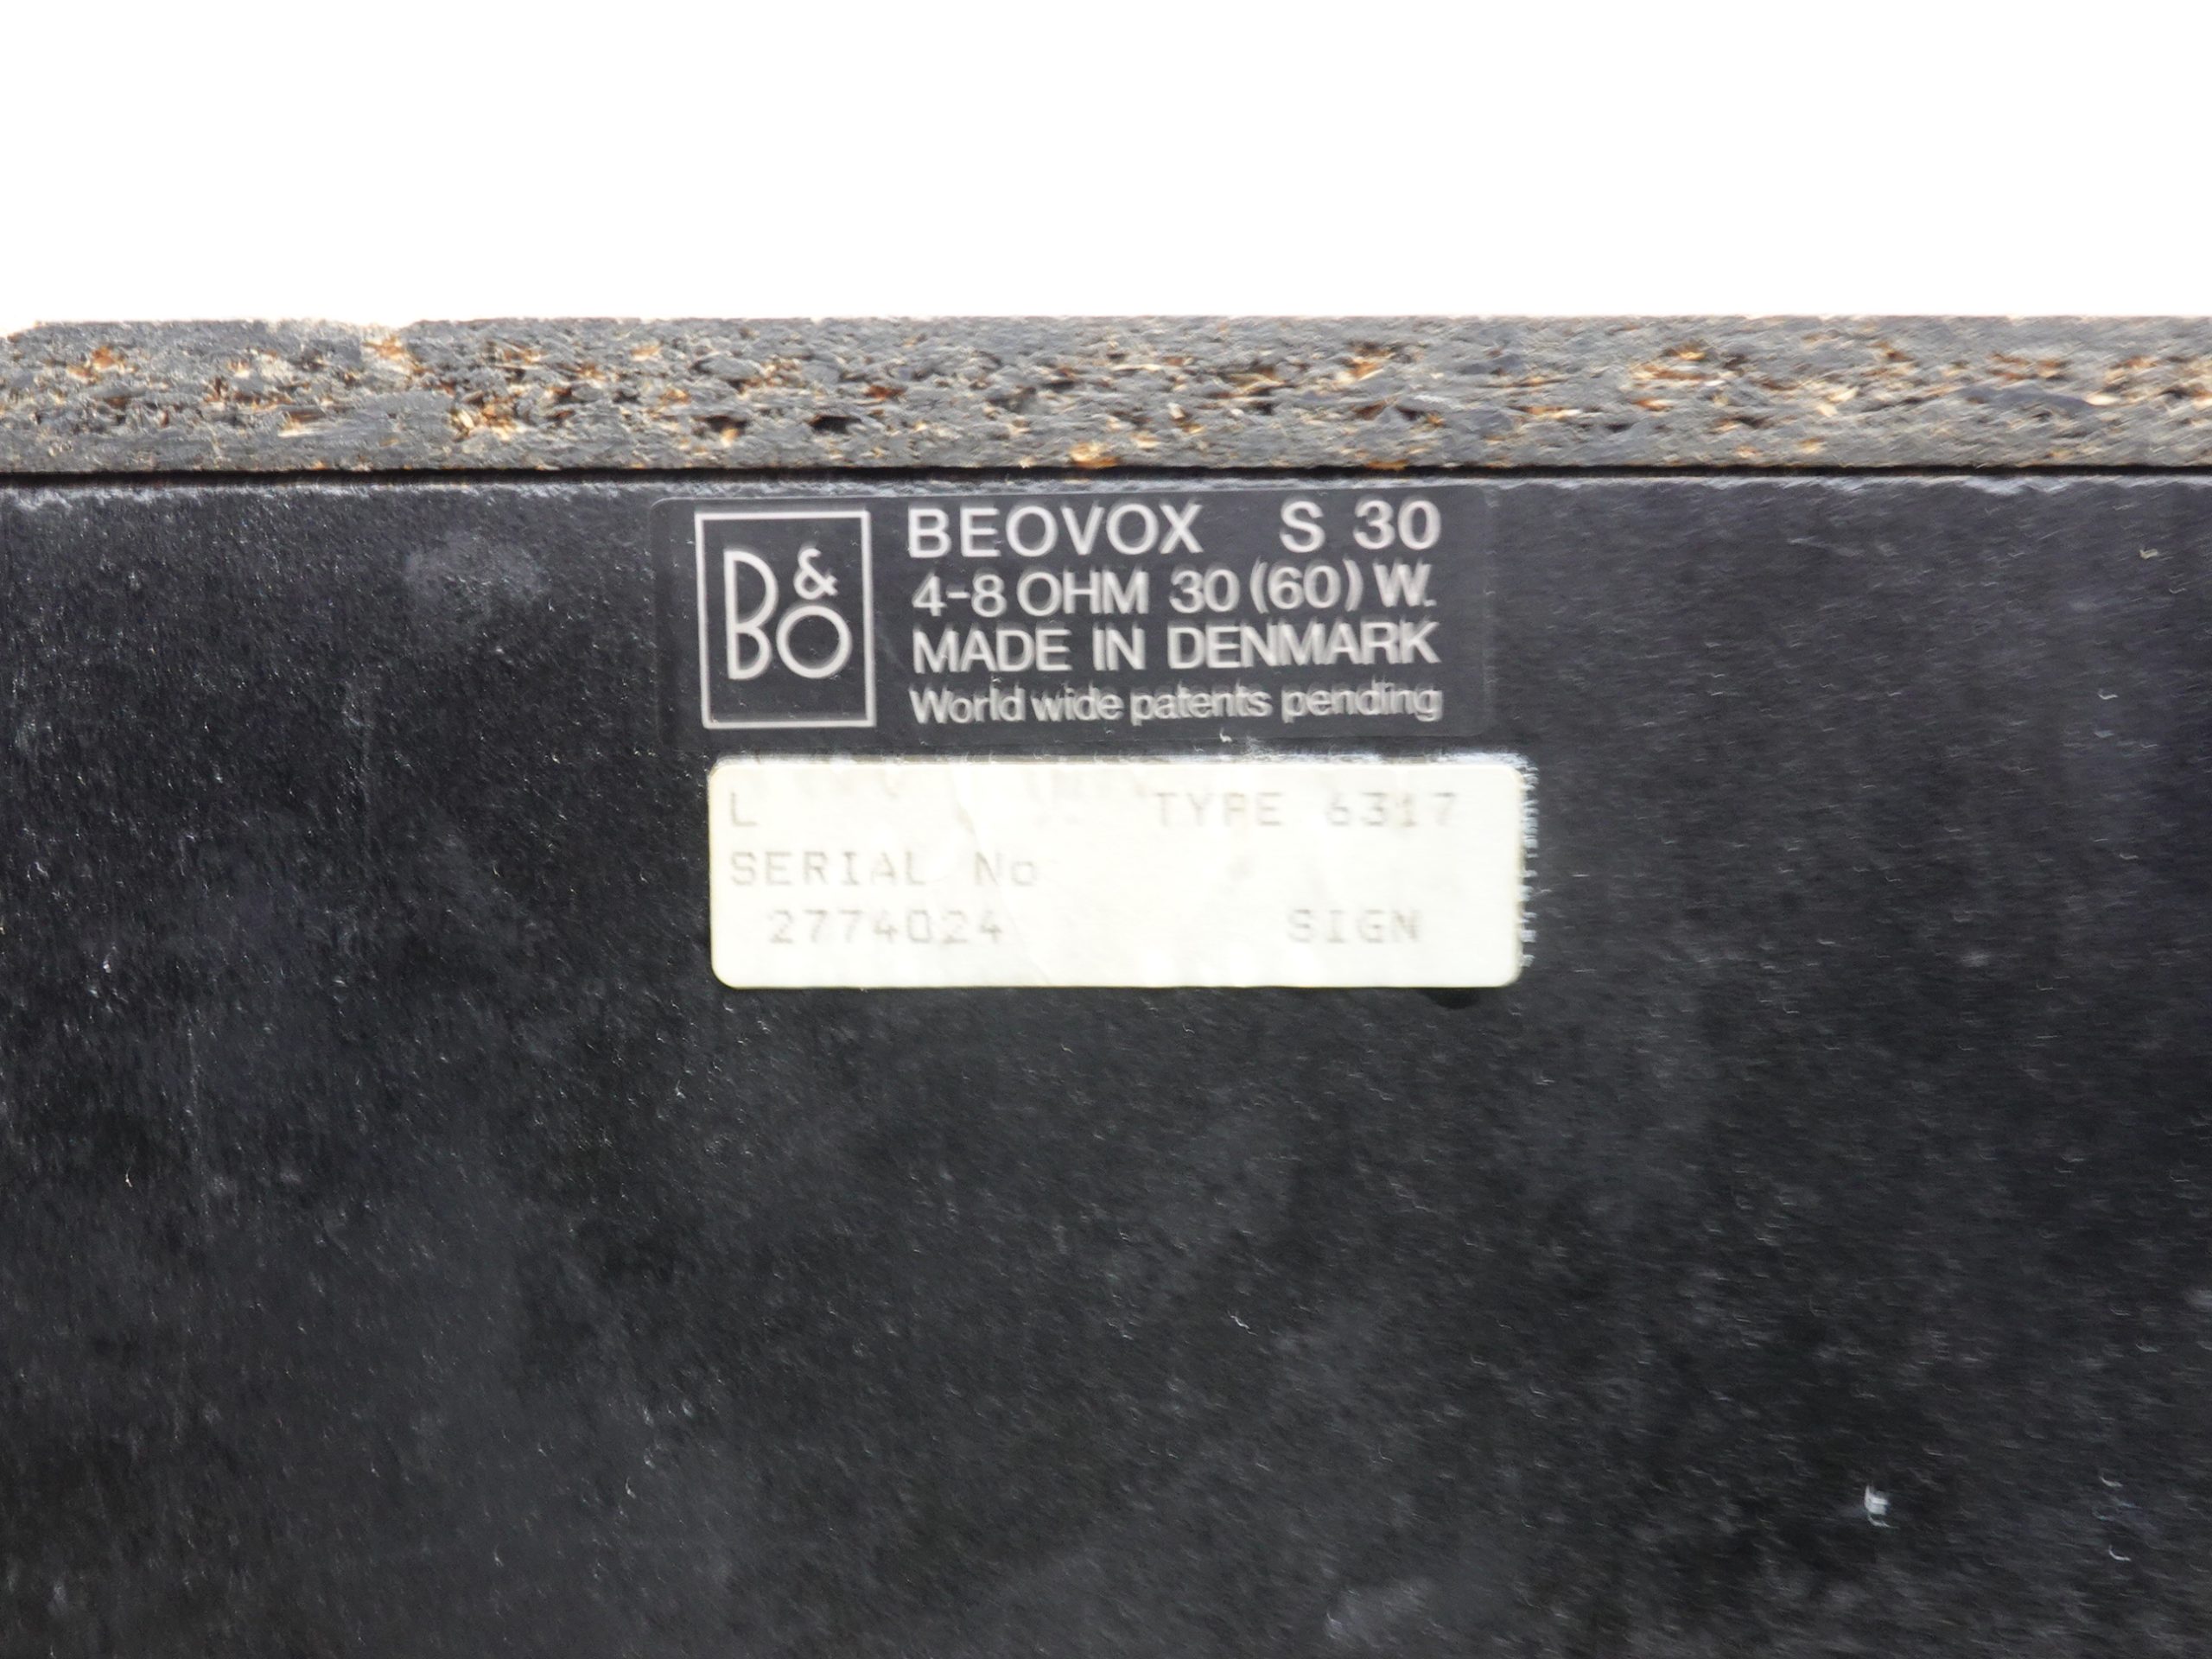 B&O
BEOVOX S 30
4-8 OHM 30 (60) W.
MADE IN DENMARK
World wide patents pending
L TYPE 6317
SERIAL No
2774024 SIGN